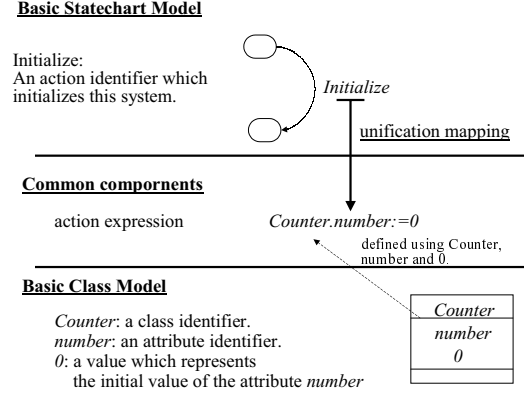 Basic Statechart Model
Initialize:
An action identifier which
initializes this system.
Initialize
unification mapping
Common compornents
action expression
Counter.number:=0
defined using Counter,
number and 0.
Basic Class Model
Counter: a class identifier.
number: an attribute identifier.
0: a value which represents
the initial value of the attribute number
Counter
number
0